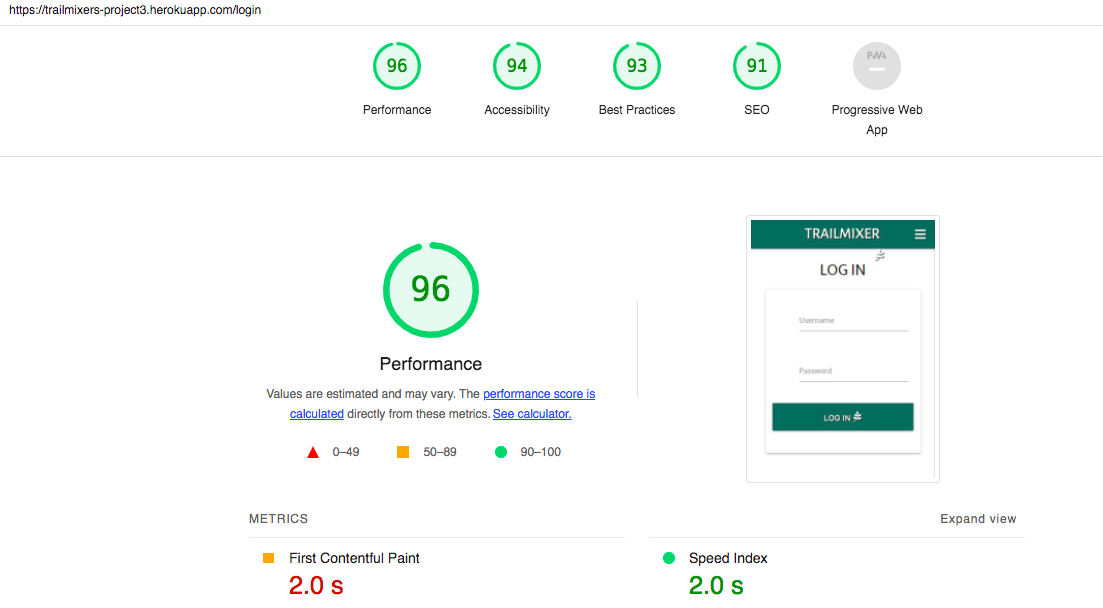 https://trailmixers-project3.herokuapp.com/login
96
94
93
91
PWA
Performance
Accessibility
Best Practices
SEO
Progressive Web
App
96
Performance
Values are estimated and may vary. The performance score is
calculated directly from these metrics. See calculator.
0–49
50–89
90–100
TRAILMIXER
LOG IN
Username
Password
LOG IN
METRICS
Expand view
First Contentful Paint
2.0 s
Speed Index
2.0 s